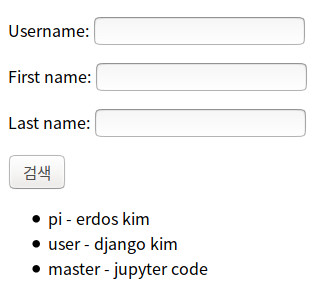 Username:
First name:
Last name:
검색
• pi - erdos kim
• user - django kim
• master - jupyter code